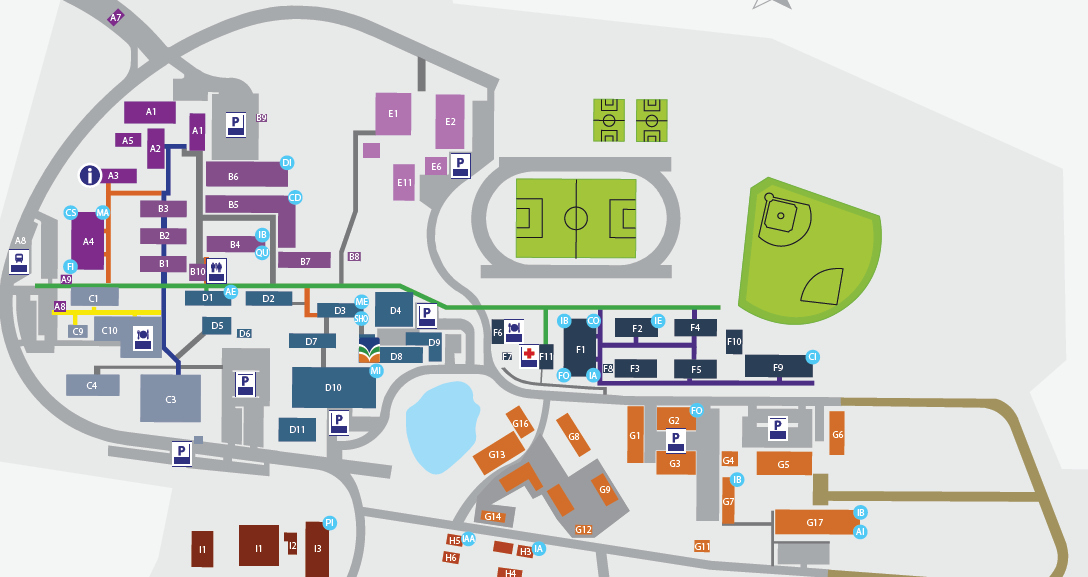 A7
A1
A1
P
B9
E1
E2
A5
A2
DI
P
E6
i
A3
B6
E11
CD
B5
B3
CS
MA
B2
IB
B4
A8
A4
QU
B7
B8
B1
B10
FI
A9
AE
C1
D1
D2
ME
A8
D3
D4
P
SHO
IB
CO
IE
C9
C10
D5
D6
F6
F2
F4
D7
D9
F10
D8
F7
F11
F1
CI
F8
F3
F5
F9
MI
FO
IA
C4
P
D10
C3
FO
G16
G2
P
D11
P
G8
G1
P
G6
P
G13
G3
G4
G5
IB
G9
G7
G14
IB
PI
G12
G17
AI
IAA
H5
I1
I1
I2
I3
H3
IA
G11
H6
H4